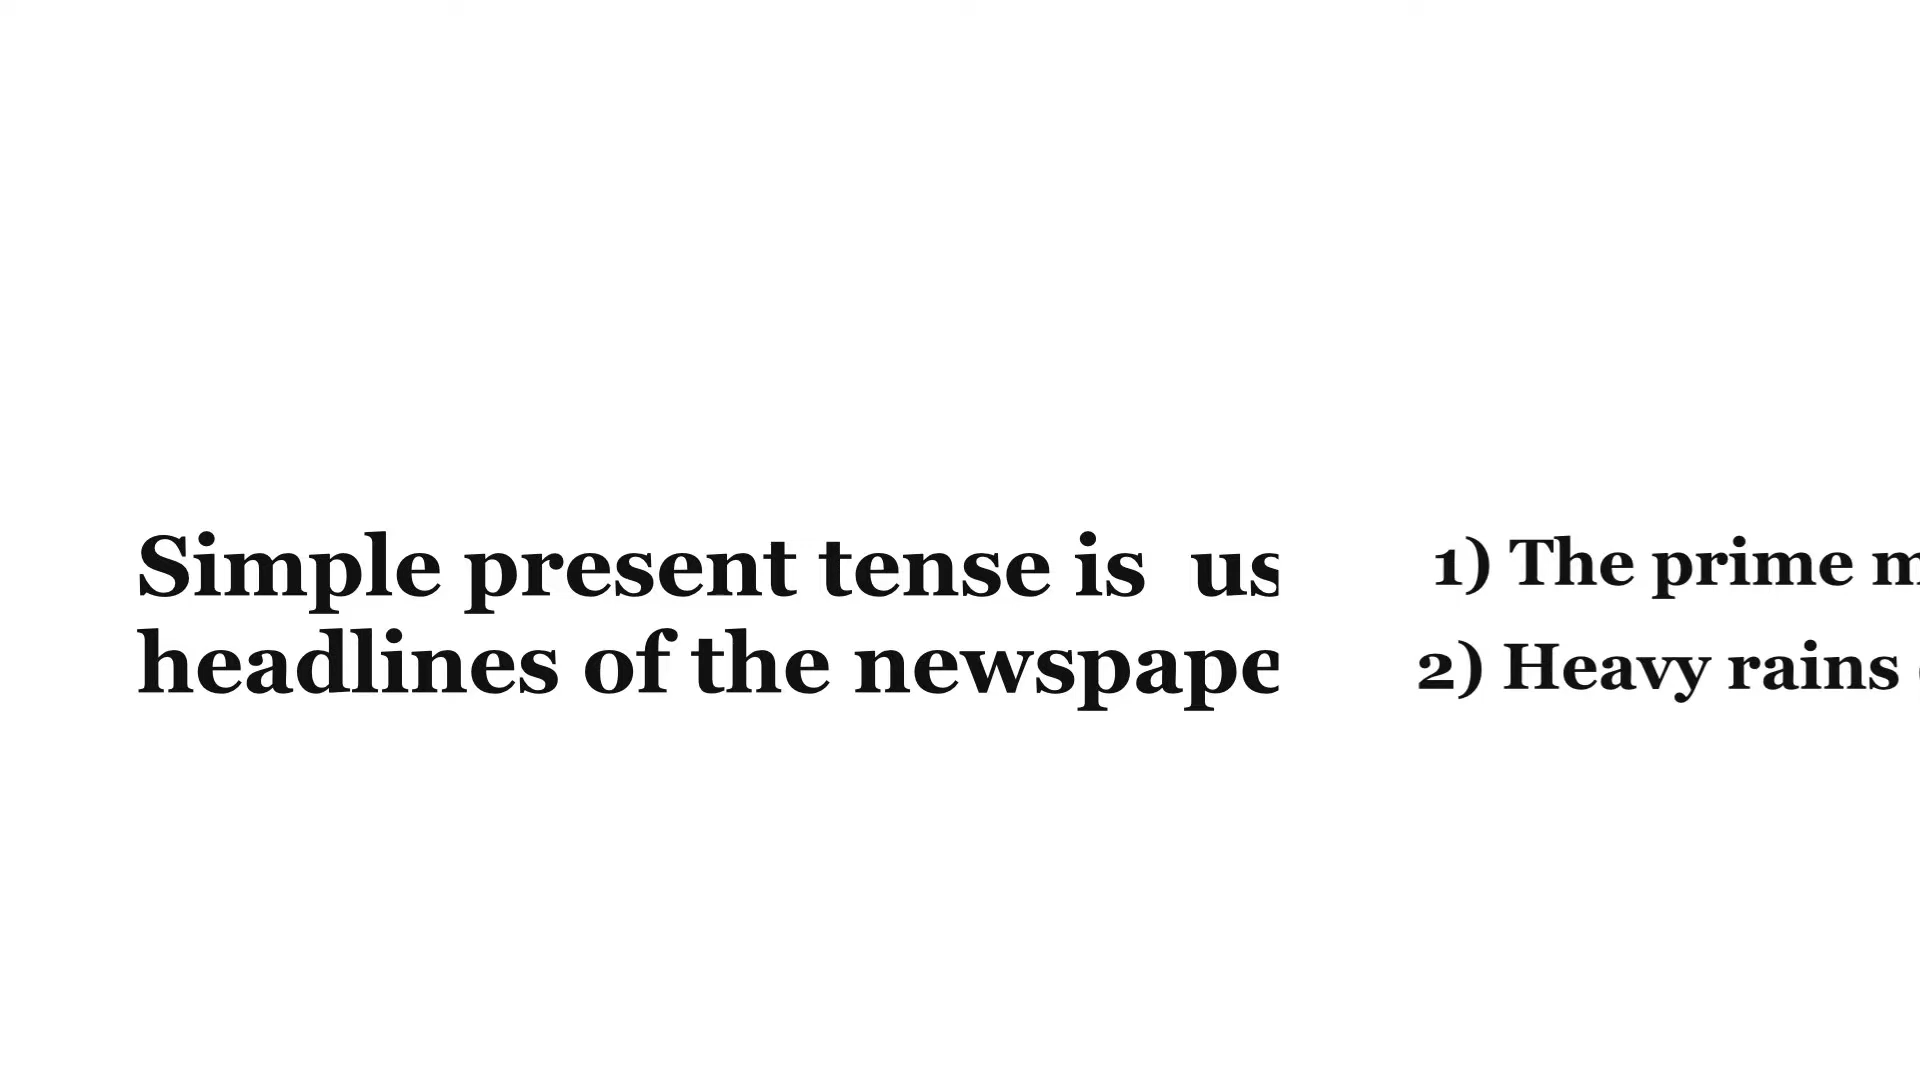 Simple present tense is us
headlines of the newspape
1) The prime m
2) Heavy rains